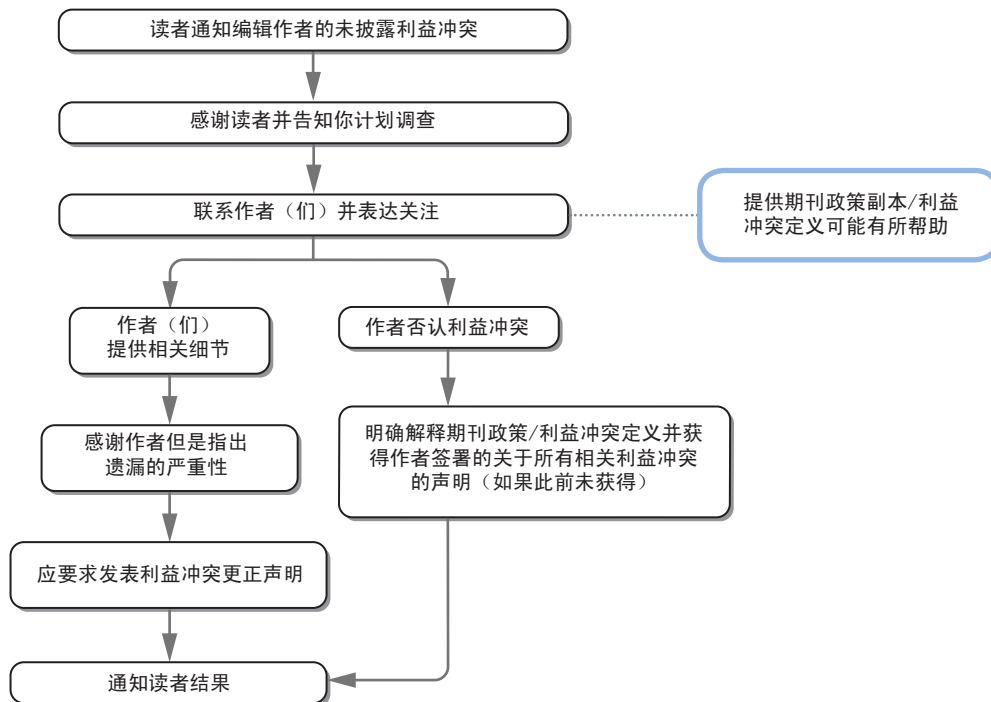 读者通知编辑作者的未披露利益冲突
感谢读者并告知你计划调查
联系作者（们）并表达关注
提供期刊政策副本/利益
冲突定义可能有所帮助
作者（们）
提供相关细节
作者否认利益冲突
感谢作者但是指出
遗漏的严重性
明确解释期刊政策/利益冲突定义并获
得作者签署的关于所有相关利益冲突
的声明（如果此前未获得）
应要求发表利益冲突更正声明
通知读者结果